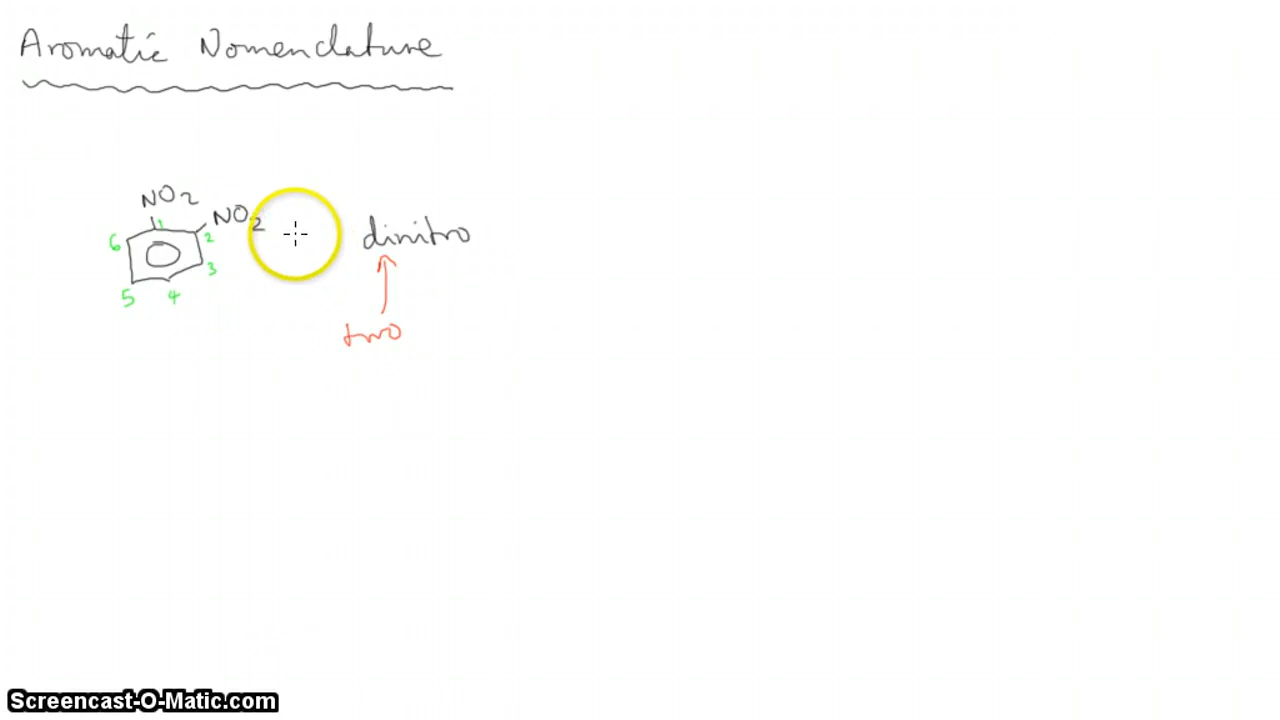 Aromatic Nomenclature
NO2
NO2
1
6
2
dinitro
3
5
4
two
Screencast-O-Matic.com